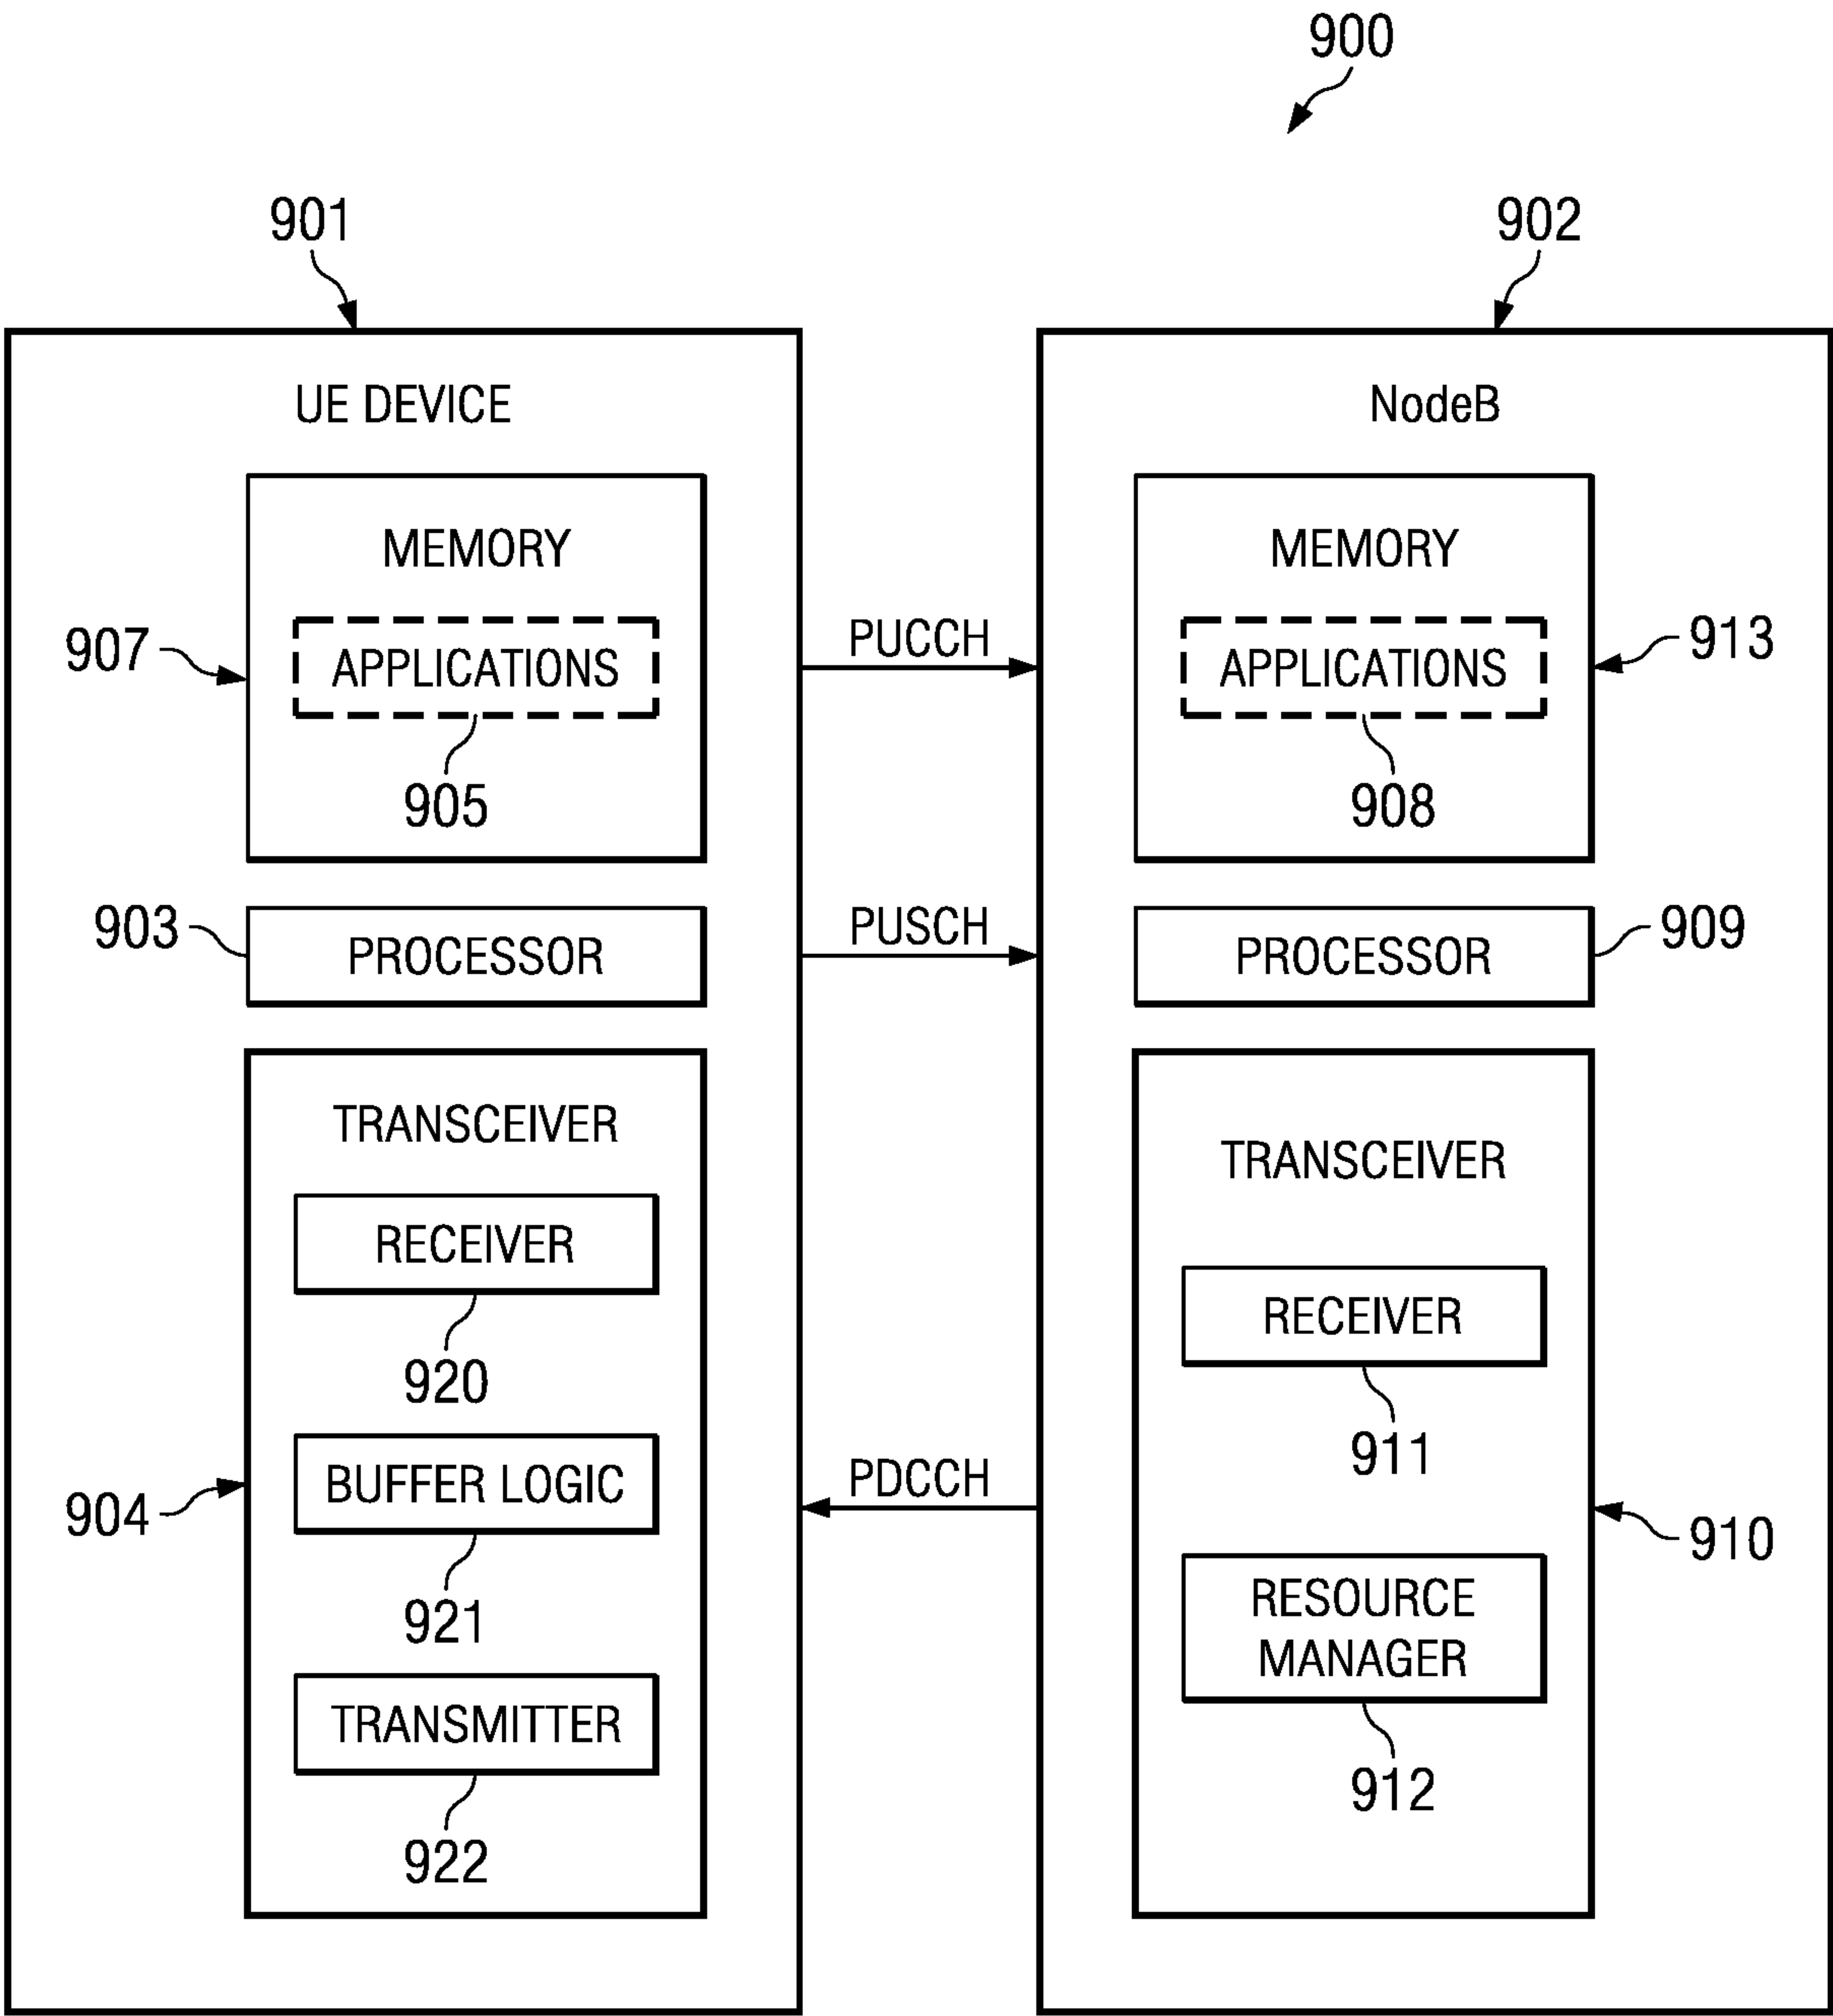 900
901
902
UE DEVICE
NodeB
MEMORY
MEMORY
907
APPLICATIONS
PUCCH
APPLICATIONS
913
905
908
903
PROCESSOR
PUSCH
PROCESSOR
909
TRANSCEIVER
TRANSCEIVER
RECEIVER
RECEIVER
920
911
904
BUFFER LOGIC
PDCCH
910
921
RESOURCE
MANAGER
TRANSMITTER
912
922